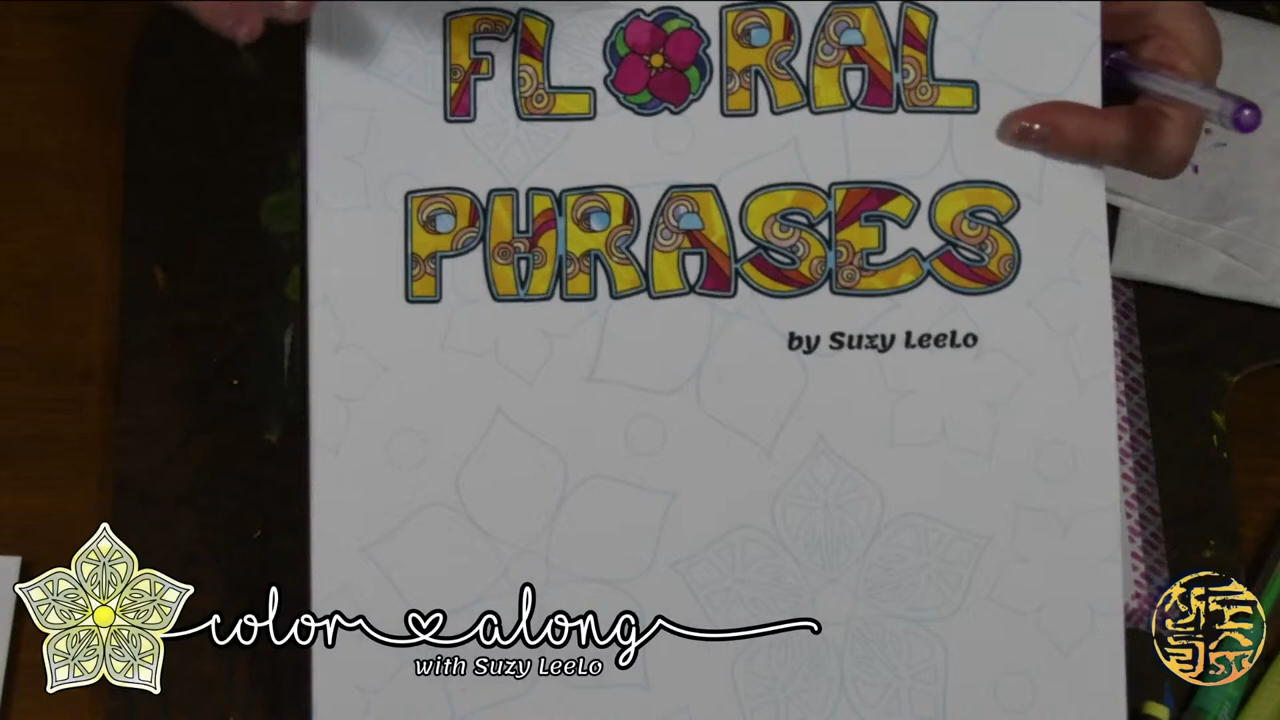 FLORAL
PHRASES
by Suzy LeeLo
color along
with Suzy LeeLo